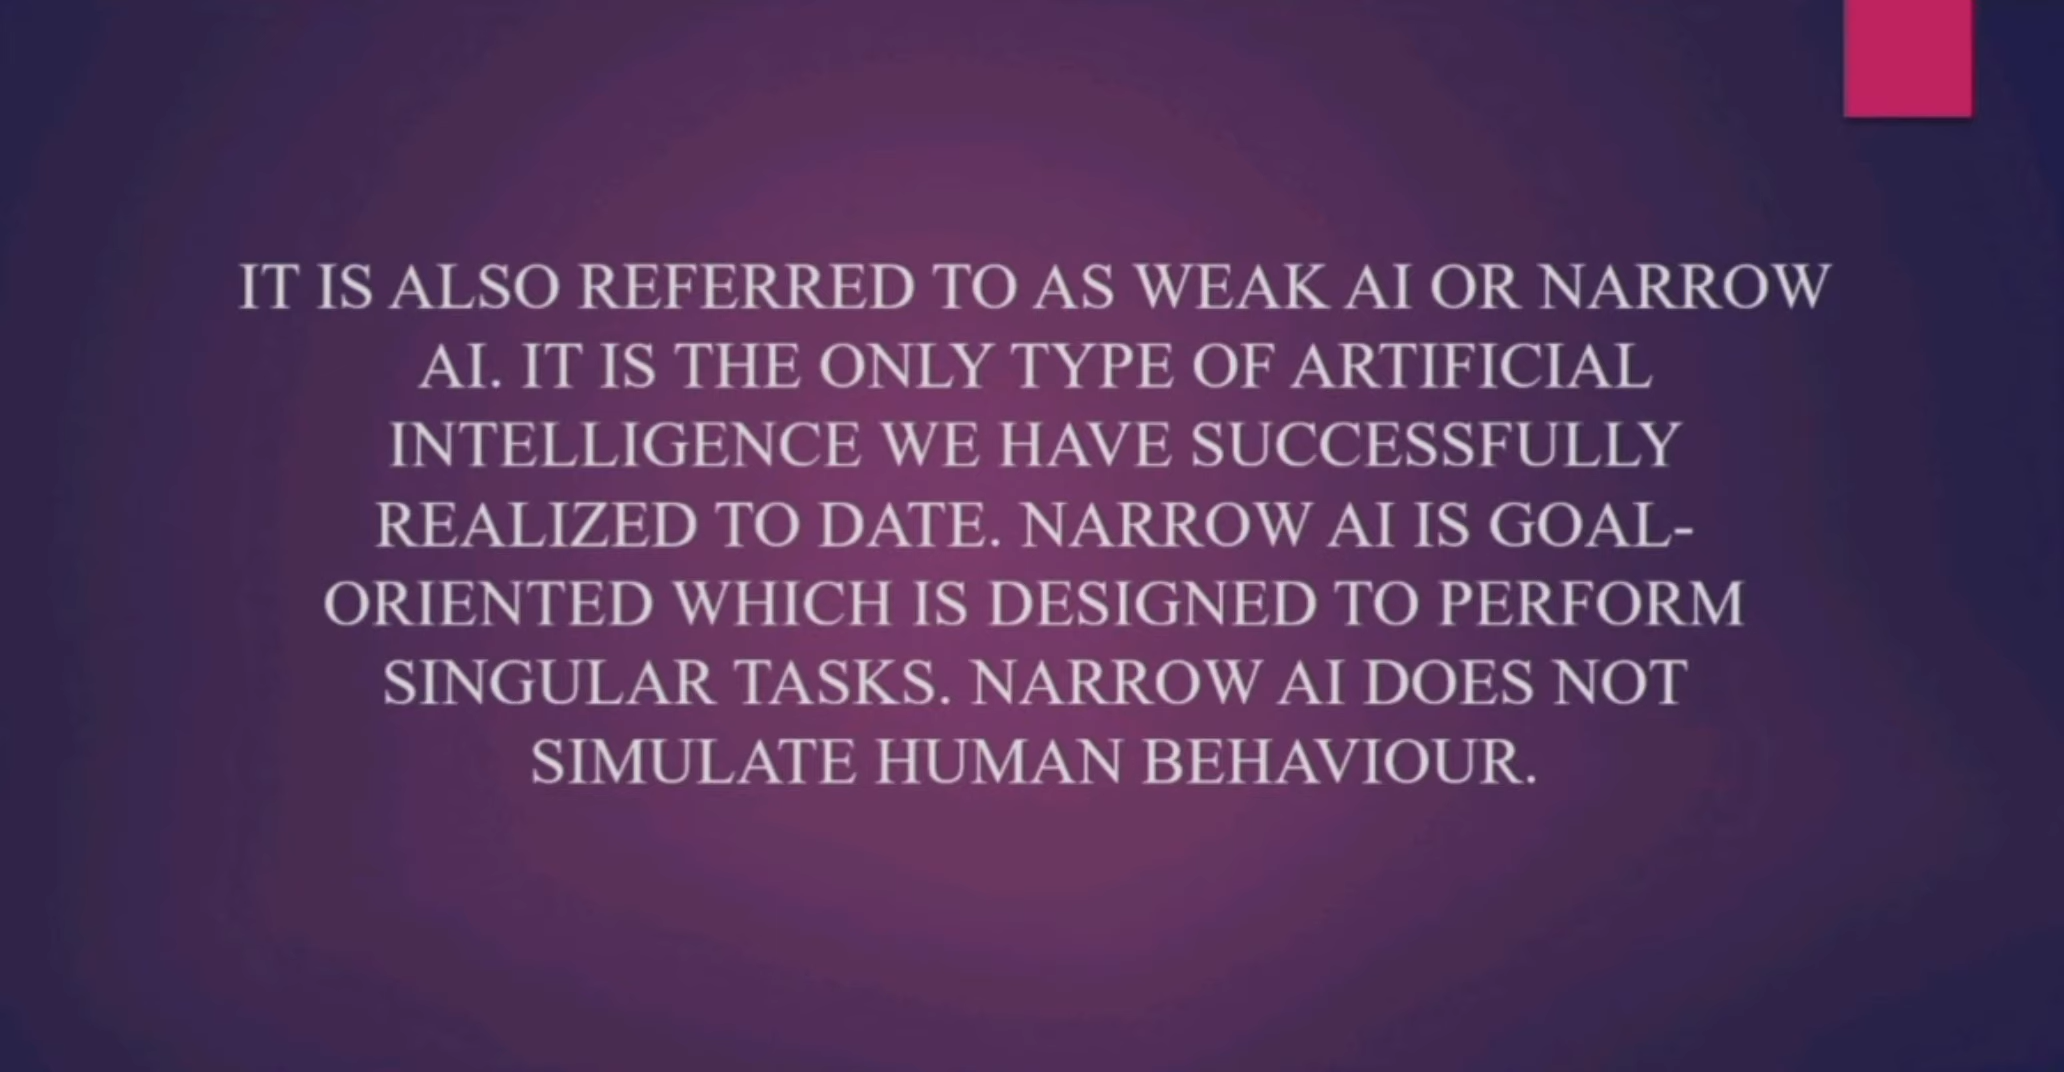 IT IS ALSO REFERRED TO AS WEAK AI OR NARROW
AI. IT IS THE ONLY TYPE OF ARTIFICIAL
INTELLIGENCE WE HAVE SUCCESSFULLY
REALIZED TO DATE. NARROW AI IS GOAL-
ORIENTED WHICH IS DESIGNED TO PERFORM
SINGULAR TASKS. NARROW AI DOES NOT
SIMULATE HUMAN BEHAVIOUR.